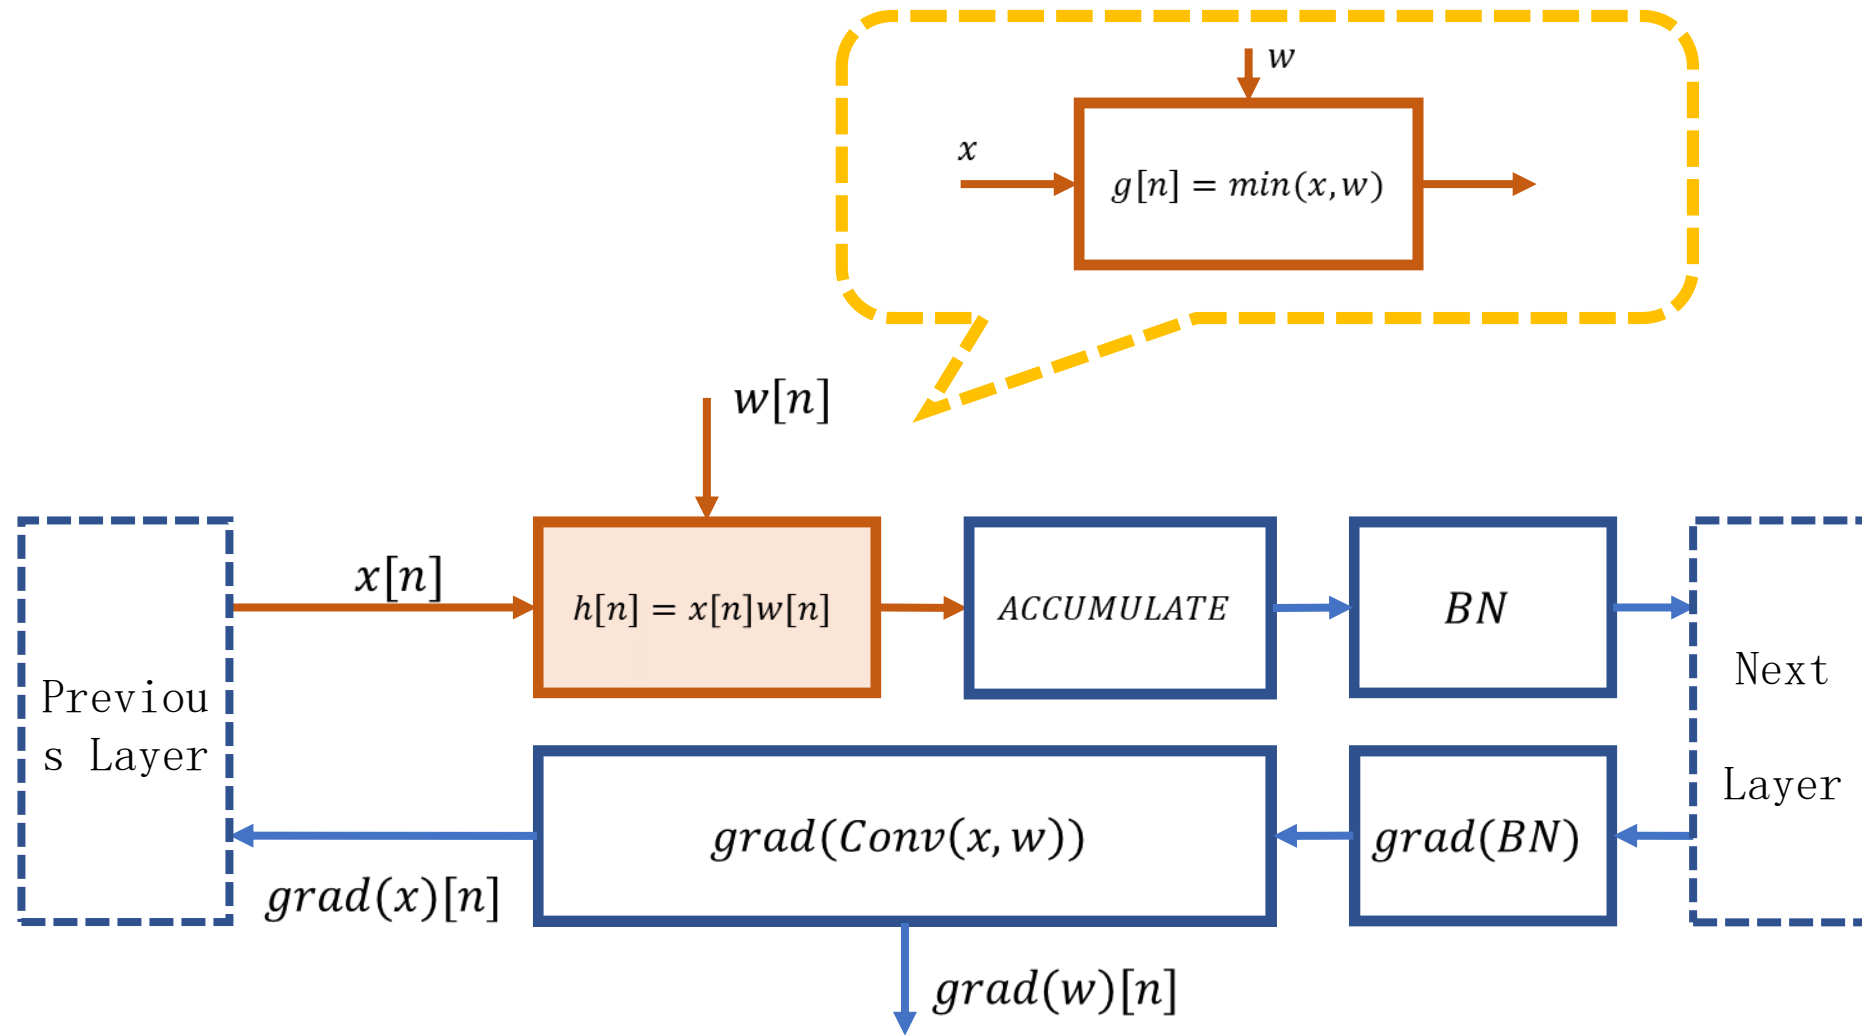 w
x
g[n] = min(x, w)
w[n]
x[n]
h[n] = x[n]w[n]
ACCUMULATE
BN
Previou
s Layer
Next
Layer
grad(Conv(x, w))
grad(BN)
grad(x)[n]
grad(w)[n]